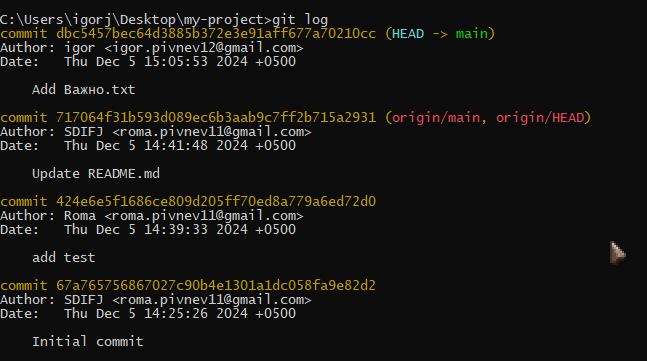 C:\Users\igorj\Desktop\my-project>git log
commit dbc5457bec64d3885b372e3e91aff677a70210cc (HEAD -> main)
Author: igor <igor.pivnev12@gmail.com>
Date:   Thu Dec 5 15:05:53 2024 +0500
Add Важно.txt
commit 717064f31b593d089ec6b3aab9c7ff2b715a2931 (origin/main, origin/HEAD)
Author: SDIFJ <roma.pivnev11@gmail.com>
Date:   Thu Dec 5 14:41:48 2024 +0500
Update README.md
commit 424e6e5f1686ce809d205ff70ed8a779a6ed72d0
Author: Roma <roma.pivnev11@gmail.com>
Date:   Thu Dec 5 14:39:33 2024 +0500
add test
commit 67a765756867027c90b4e1301a1dc058fa9e82d2
Author: SDIFJ <roma.pivnev11@gmail.com>
Date:   Thu Dec 5 14:25:26 2024 +0500
Initial commit